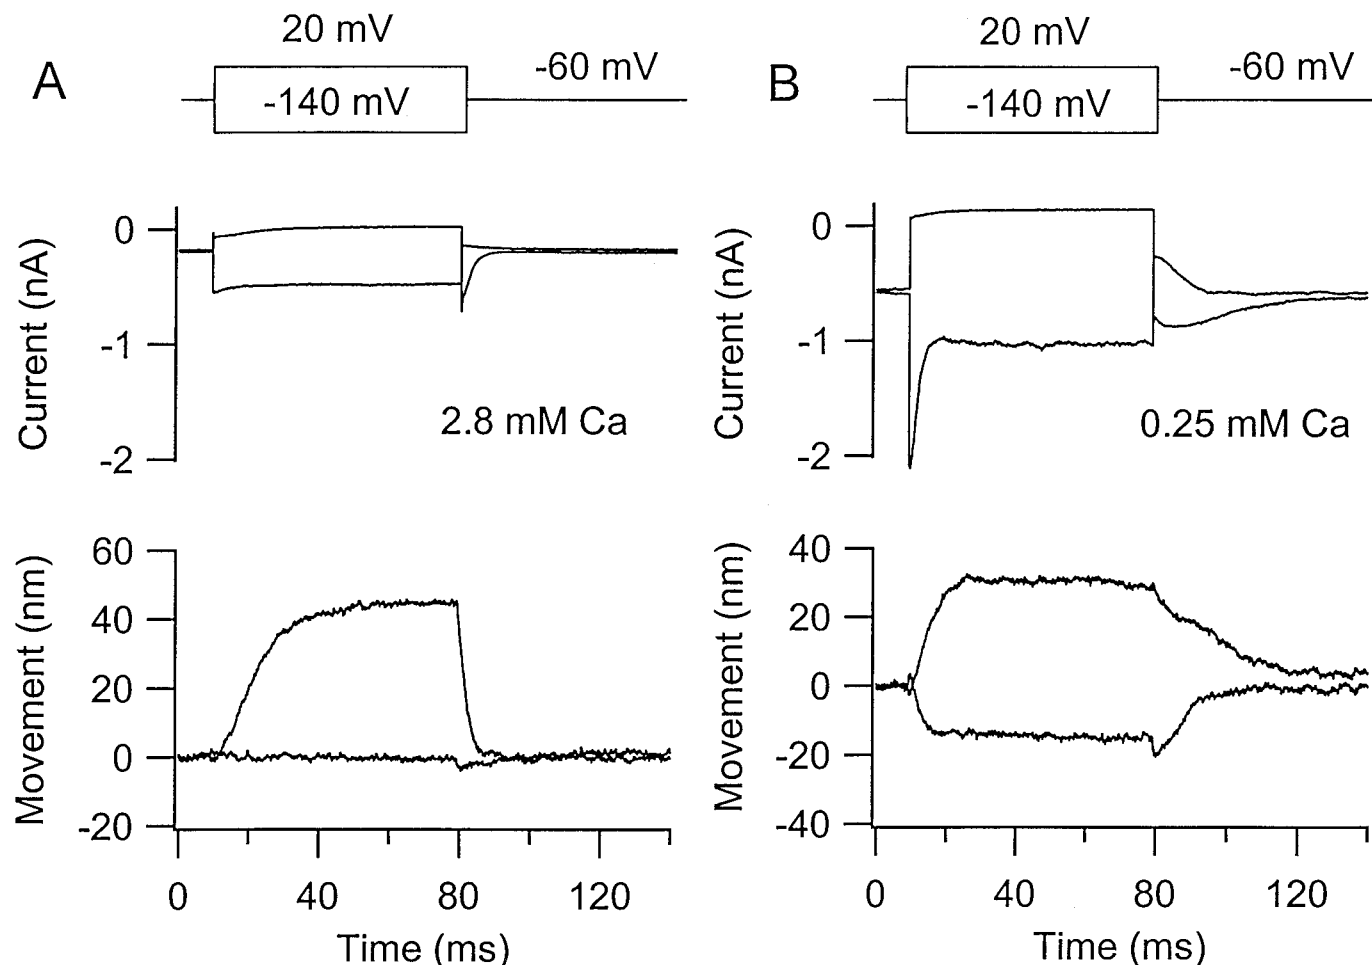 A
20 mV
-140 mV
-60 mV
Current (nA)
0
-1
-2
2.8 mM Ca
Movement (nm)
60
40
20
0
-20
0 40 80 120
Time (ms)
B
20 mV
-140 mV
-60 mV
Current (nA)
0
-1
-2
0.25 mM Ca
Movement (nm)
40
20
0
-20
-40
0 40 80 120
Time (ms)